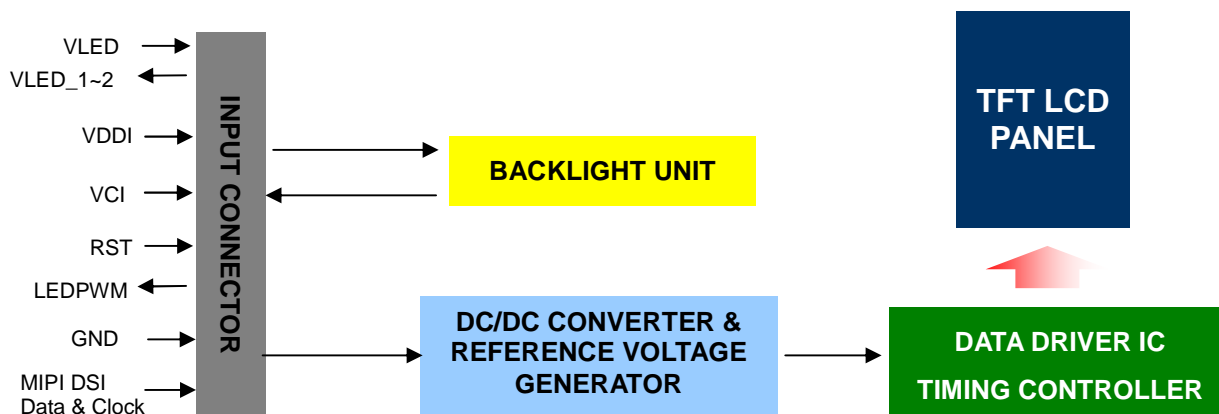 VLED
VLED_1~2
VDDI
VCI
RST
LEDPWM
GND
MIPI DSI
Data & Clock
INPUT CONNECTOR
BACKLIGHT UNIT
DC/DC CONVERTER &
REFERENCE VOLTAGE
GENERATOR
TFT LCD
PANEL
DATA DRIVER IC
TIMING CONTROLLER